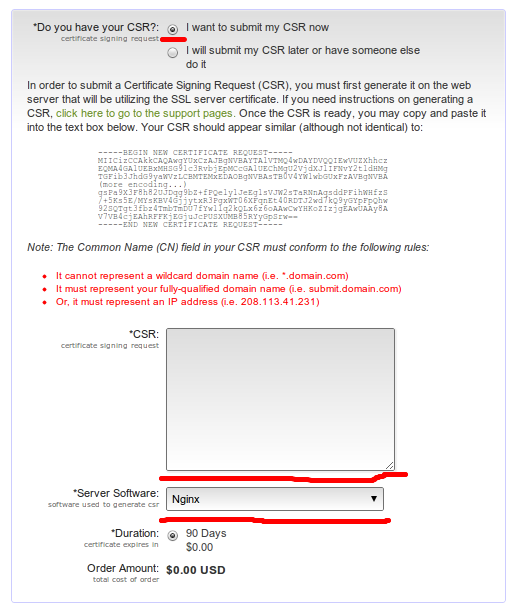 *Do you have your CSR?:
certificate signing request
I want to submit my CSR now
I will submit my CSR later or have someone else
do it
In order to submit a Certificate Signing Request (CSR), you must first generate it on the web
server that will be utilizing the SSL server certificate. If you need instructions on generating a
CSR, click here to go to the support pages. Once the CSR is ready, you may copy and paste it
into the text box below. Your CSR should appear similar (although not identical) to:
-----BEGIN NEW CERTIFICATE REQUEST-----
(more encoding...)
-----END NEW CERTIFICATE REQUEST-----
Note: The Common Name (CN) field in your CSR must conform to the following rules:
• It cannot represent a wildcard domain name (i.e. *.domain.com)
• It must represent your fully-qualified domain name (i.e. submit.domain.com)
• Or, it must represent an IP address (i.e. 208.113.41.231)
*CSR:
certificate signing request
*Server Software:
software used to generate csr
Nginx
*Duration:
certificate expires in
90 Days
$0.00
Order Amount:
total cost of order
$0.00 USD